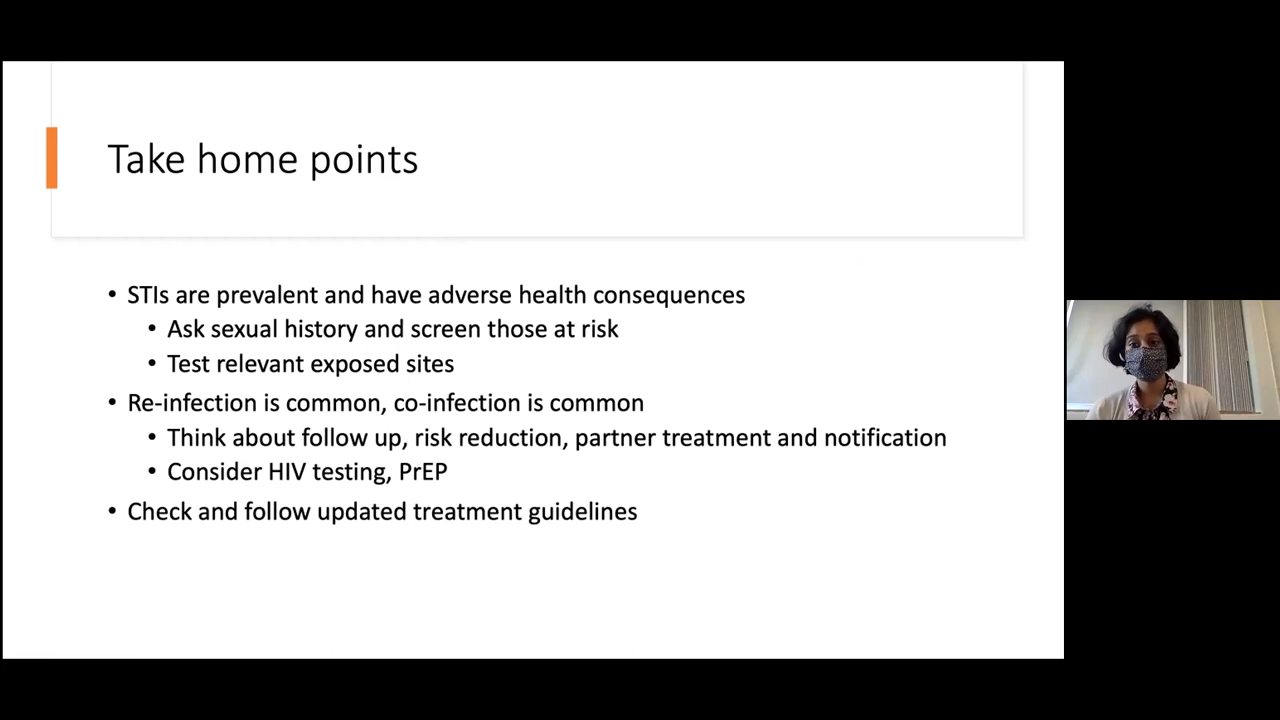 Take home points
• STIs are prevalent and have adverse health consequences
• Ask sexual history and screen those at risk
• Test relevant exposed sites
• Re-infection is common, co-infection is common
• Think about follow up, risk reduction, partner treatment and notification
• Consider HIV testing, PrEP
• Check and follow updated treatment guidelines